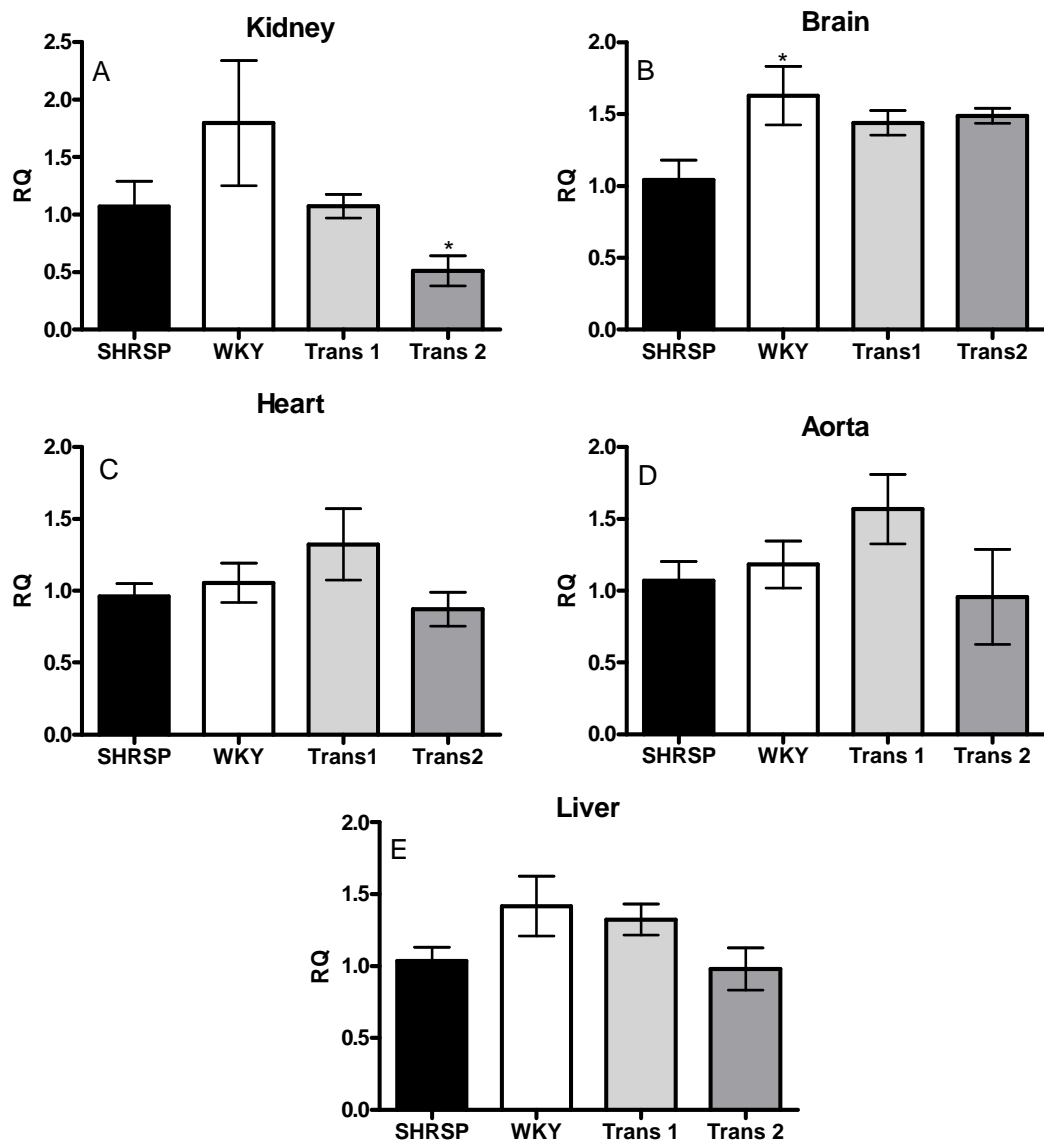 Kidney
A
2.5
2.0
1.5
1.0
0.5
0.0
RQ
*
SHRSP WKY Trans 1 Trans 2
Brain
B
2.0
1.5
1.0
0.5
0.0
RQ
*
SHRSP WKY Trans1 Trans2
Heart
C
2.0
1.5
1.0
0.5
0.0
RQ
SHRSP WKY Trans1 Trans2
Aorta
D
2.0
1.5
1.0
0.5
0.0
RQ
SHRSP WKY Trans 1 Trans 2
Liver
E
2.0
1.5
1.0
0.5
0.0
RQ
SHRSP WKY Trans 1 Trans 2